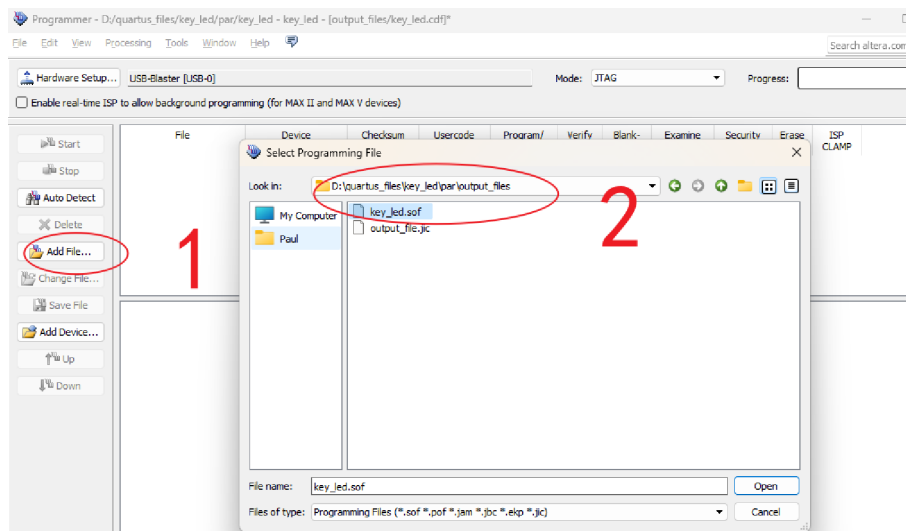 Programmer - D:/quartus_files/key_led/par/key_led - key_led - [output_files/key_led.cdf]*
File Edit View Processing Tools Window Help
Search altera.com
Hardware Setup... USB-Blaster [USB-0] Mode: JTAG Progress:
Enable real-time ISP to allow background programming (for MAX II and MAX V devices)
File Device Checksum Usercode Program/ Verify Blank- Examine Security Erase ISP
CLAMP
Start
Stop
Auto Detect
Delete
Add File...
Change File...
Save File
Add Device...
Up
Down
1
Select Programming File
Look in: D:\quartus_files\key_led\par\output_files
2
My Computer
Paul
key_led.sof
output_file.jic
File name: key_led.sof Open
Files of type: Programming Files (*.sof *.pof *.jam *.jbc *.ekp *.jic) Cancel